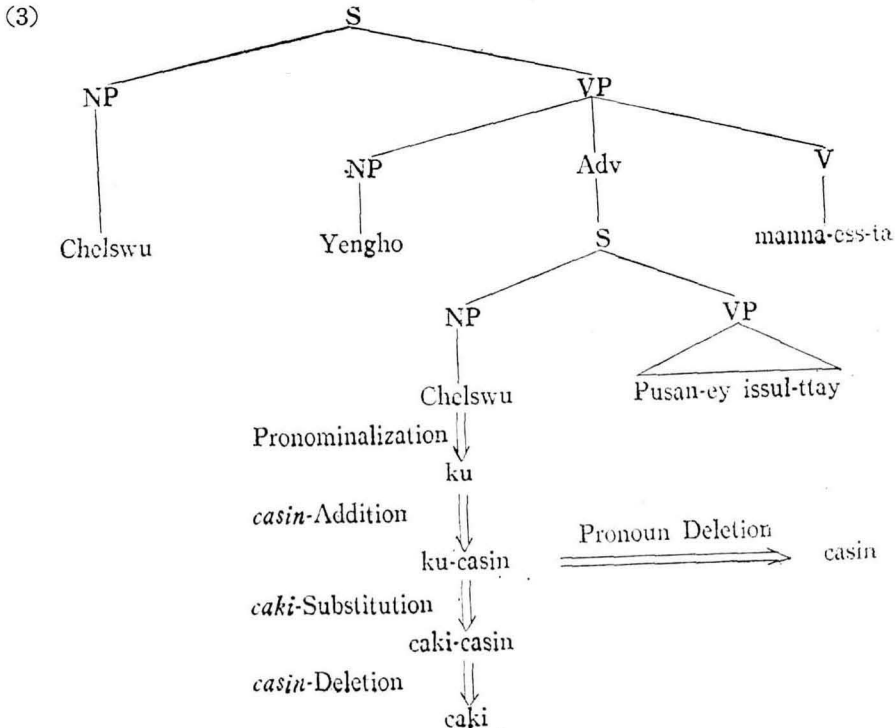 (3)
S
NP VP
NP Adv V
Chelswu Yengho manna-ess-ta
S
NP VP
Chelswu Pusan-ey issul-ttay
Pronominalization
ku
casin-Addition
Pronoun Deletion
ku-casin casin
caki-Substitution
caki-casin
casin-Deletion
caki